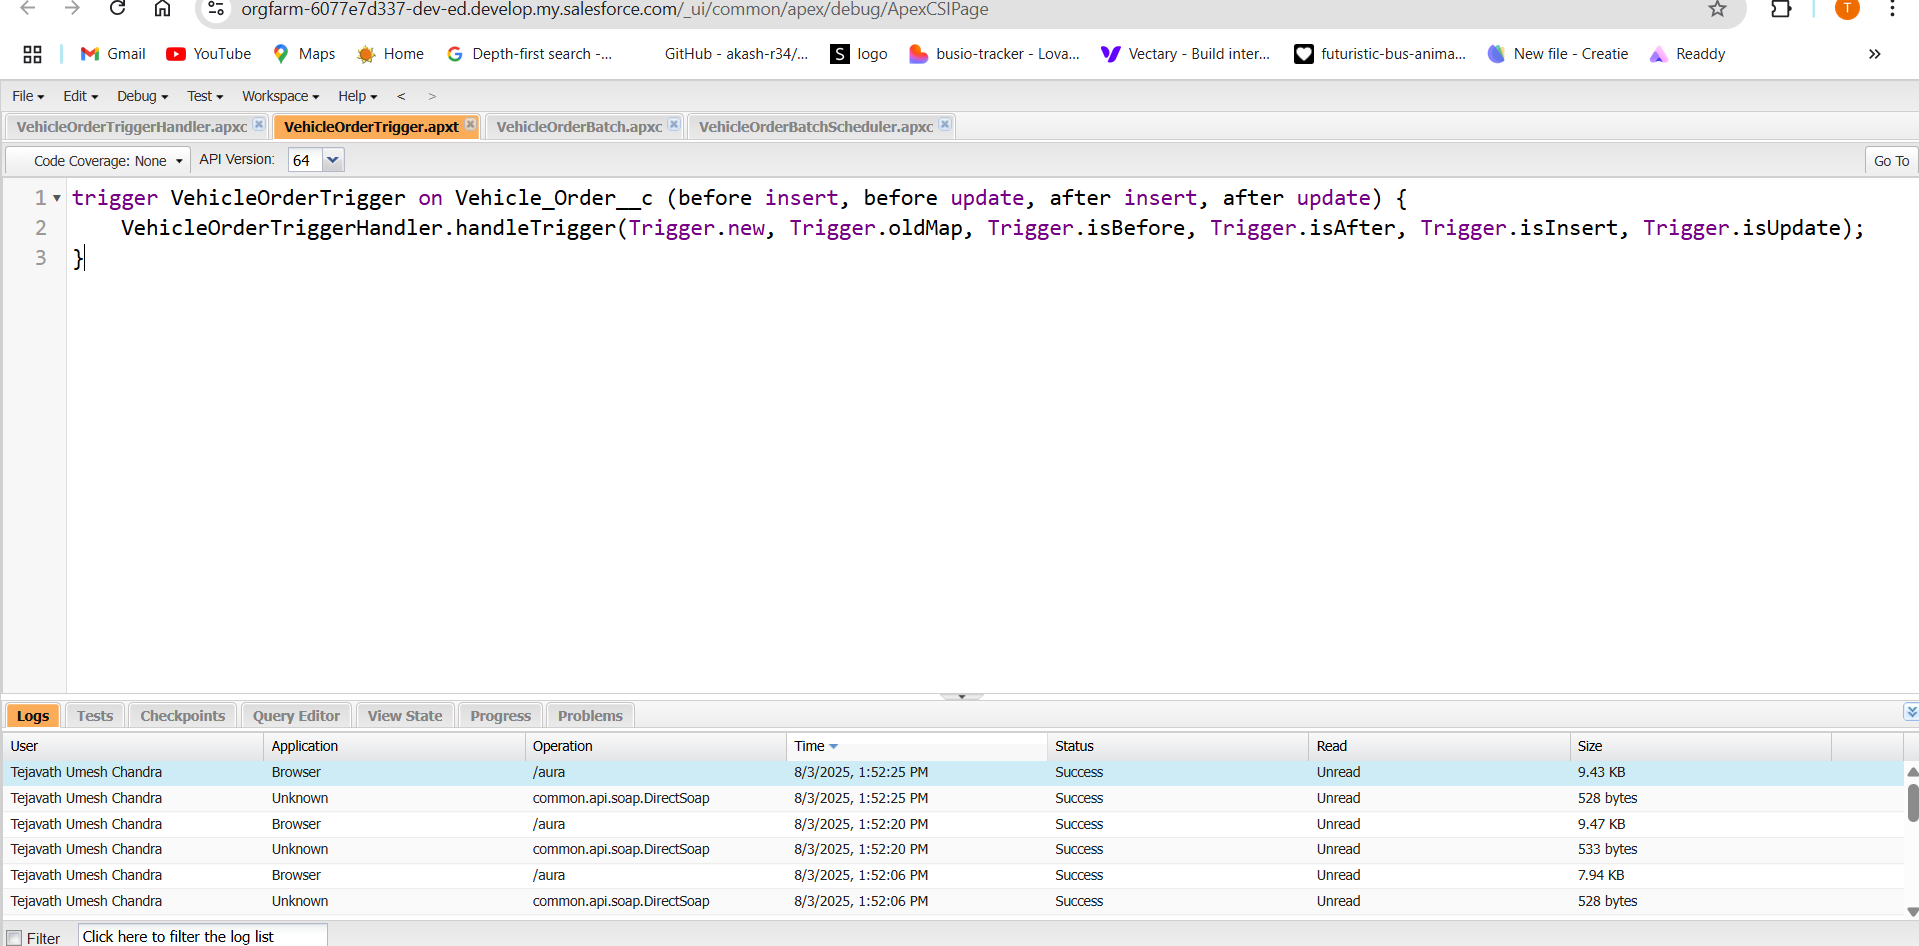 orgfarm-6077e7d337-dev-ed.develop.my.salesforce.com/_ui/common/apex/debug/ApexCSIPage T
Gmail YouTube Maps Home Depth-first search -... GitHub - akash-r34/... S logo busio-tracker - Lova... Vectary - Build inter... futuristic-bus-anima... New file - Creatie Readdy »
File Edit Debug Test Workspace Help < >
VehicleOrderTriggerHandler.apxc VehicleOrderTrigger.apxt VehicleOrderBatch.apxc VehicleOrderBatchScheduler.apxc
Code Coverage: None API Version: 64 Go To
1 trigger VehicleOrderTrigger on Vehicle_Order__c (before insert, before update, after insert, after update) {
2 VehicleOrderTriggerHandler.handleTrigger(Trigger.new, Trigger.oldMap, Trigger.isBefore, Trigger.isAfter, Trigger.isInsert, Trigger.isUpdate);
3 }
Logs Tests Checkpoints Query Editor View State Progress Problems
User Application Operation Time Status Read Size
Tejavath Umesh Chandra Browser /aura 8/3/2025, 1:52:25 PM Success Unread 9.43 KB
Tejavath Umesh Chandra Unknown common.api.soap.DirectSoap 8/3/2025, 1:52:25 PM Success Unread 528 bytes
Tejavath Umesh Chandra Browser /aura 8/3/2025, 1:52:20 PM Success Unread 9.47 KB
Tejavath Umesh Chandra Unknown common.api.soap.DirectSoap 8/3/2025, 1:52:20 PM Success Unread 533 bytes
Tejavath Umesh Chandra Browser /aura 8/3/2025, 1:52:06 PM Success Unread 7.94 KB
Tejavath Umesh Chandra Unknown common.api.soap.DirectSoap 8/3/2025, 1:52:06 PM Success Unread 528 bytes
Filter Click here to filter the log list